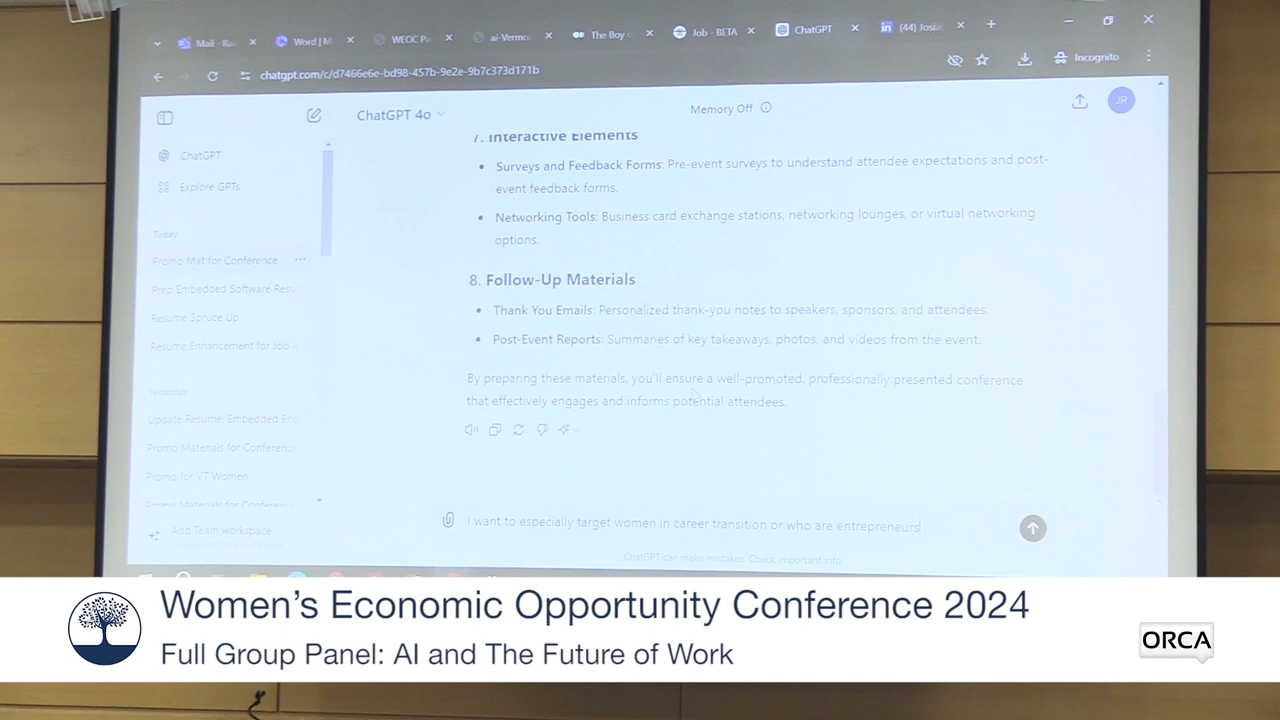 Mail - Ra
Word | M
WEOC Pa
ai-Vermo
The Boy
Job - BETA
ChatGPT
(44) Josia
chatgpt.com/c/d7466e6e-bd98-457b-9e2e-9b7c373d171b
Incognito
ChatGPT 4o
Memory Off
JR
ChatGPT
Explore GPTs
Today
Promo Mat for Conference
Prep Embedded Software Resu
Resume Spruce Up
Resume Enhancement for Job
Yesterday
Update Resume: Embedded Eng
Promo Materials for Conference
Promo for VT Women
Promo Materials for Conference
Add Team workspace
7. Interactive Elements
• Surveys and Feedback Forms: Pre-event surveys to understand attendee expectations and post-
event feedback forms.
• Networking Tools: Business card exchange stations, networking lounges, or virtual networking
options.
8. Follow-Up Materials
• Thank You Emails: Personalized thank-you notes to speakers, sponsors, and attendees.
• Post-Event Reports: Summaries of key takeaways, photos, and videos from the event.
By preparing these materials, you'll ensure a well-promoted, professionally presented conference
that effectively engages and informs potential attendees.
I want to especially target women in career transition or who are entrepreneurs
ChatGPT can make mistakes. Check important info.
Women's Economic Opportunity Conference 2024
Full Group Panel: AI and The Future of Work
ORCA